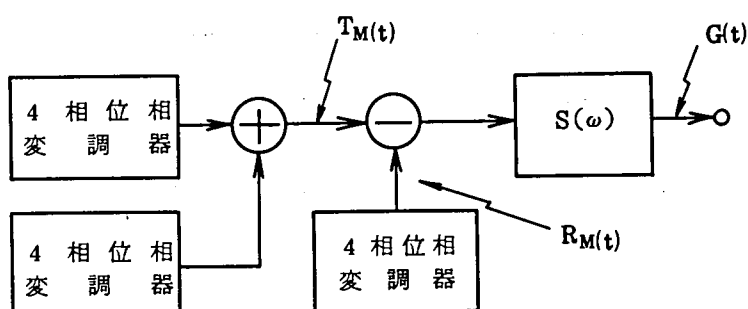 T_M(t)
G(t)
4 相 位 相
変 調 器
S(ω)
4 相 位 相
変 調 器
4 相 位 相
変 調 器
R_M(t)